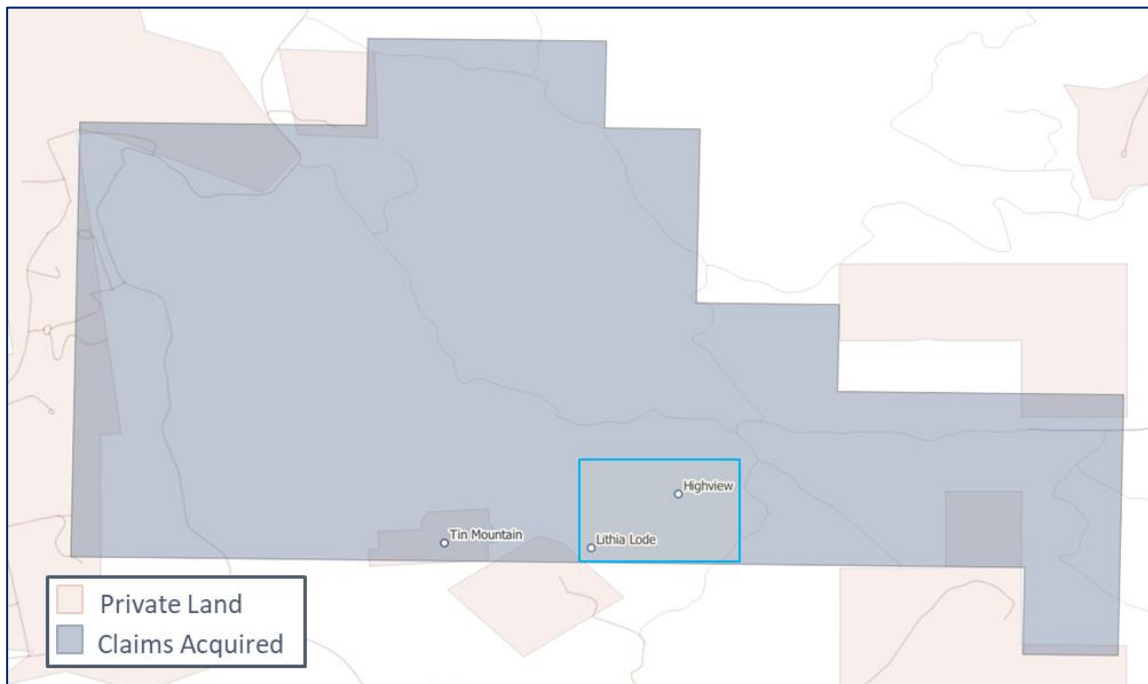 Highview
Tin Mountain
Lithia Lode
Private Land
Claims Acquired